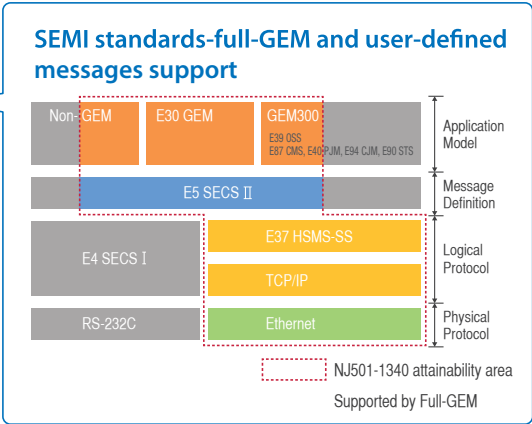 SEMI standards-full-GEM and user-defined
messages support
Non-GEM
E30 GEM
GEM300
E39 OSS
E87 CMS, E40 PJM, E94 CJM, E90 STS
Application
Model
E5 SECS Ⅱ
Message
Definition
E4 SECS Ⅰ
E37 HSMS-SS
TCP/IP
Logical
Protocol
RS-232C
Ethernet
Physical
Protocol
NJ501-1340 attainability area
Supported by Full-GEM